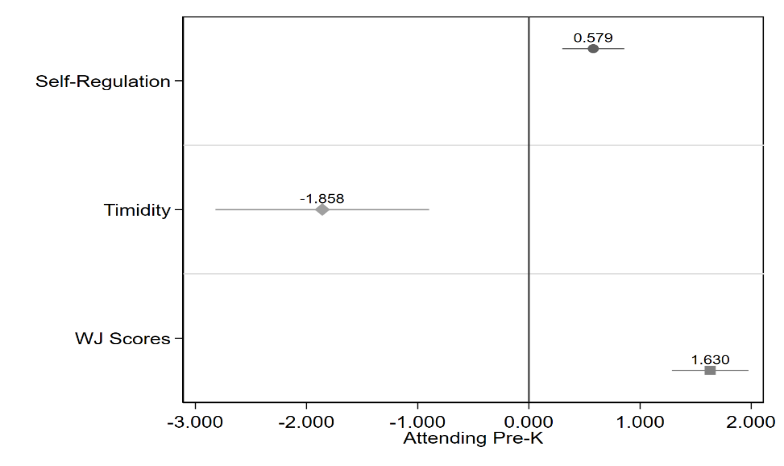 0.579
Self-Regulation
-1.858
Timidity
WJ Scores
1.630
-3.000 -2.000 -1.000 0.000 1.000 2.000
Attending Pre-K